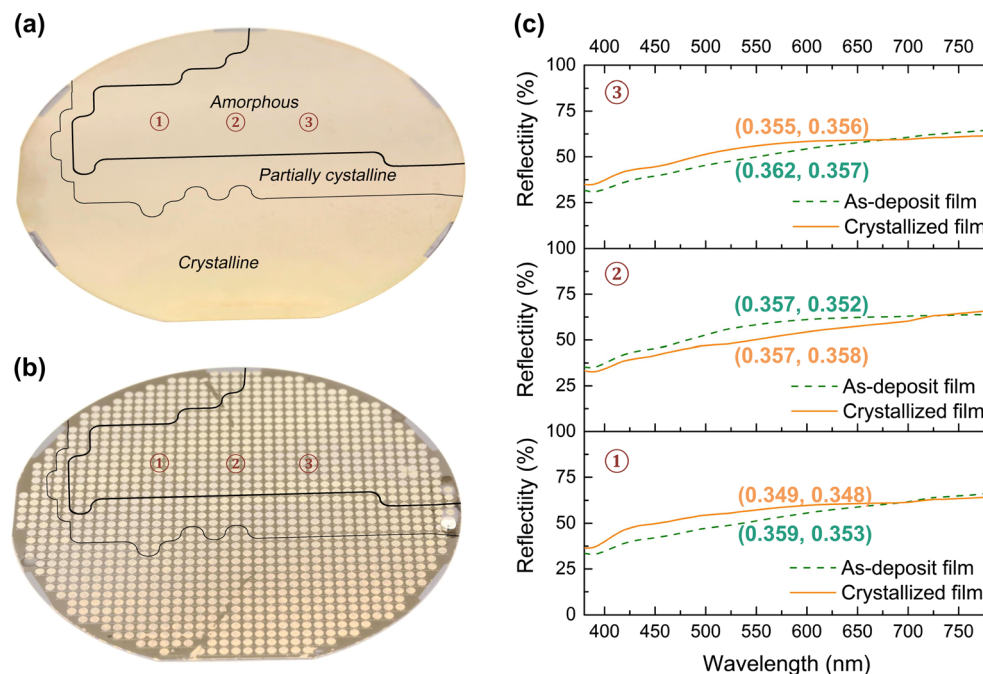 (a)
Amorphous
① ② ③
Partially cystalline
Crystalline
(b)
① ② ③
(c)
400 450 500 550 600 650 700 750
100
75
50
25
100
75
50
25
100
75
50
25
0
Reflectiity (%)
③
(0.355, 0.356)
(0.362, 0.357)
As-deposit film
Crystallized film
Reflectiity (%)
②
(0.357, 0.352)
(0.357, 0.358)
As-deposit film
Crystallized film
Reflectiity (%)
①
(0.349, 0.348)
(0.359, 0.353)
As-deposit film
Crystallized film
400 450 500 550 600 650 700 750
Wavelength (nm)